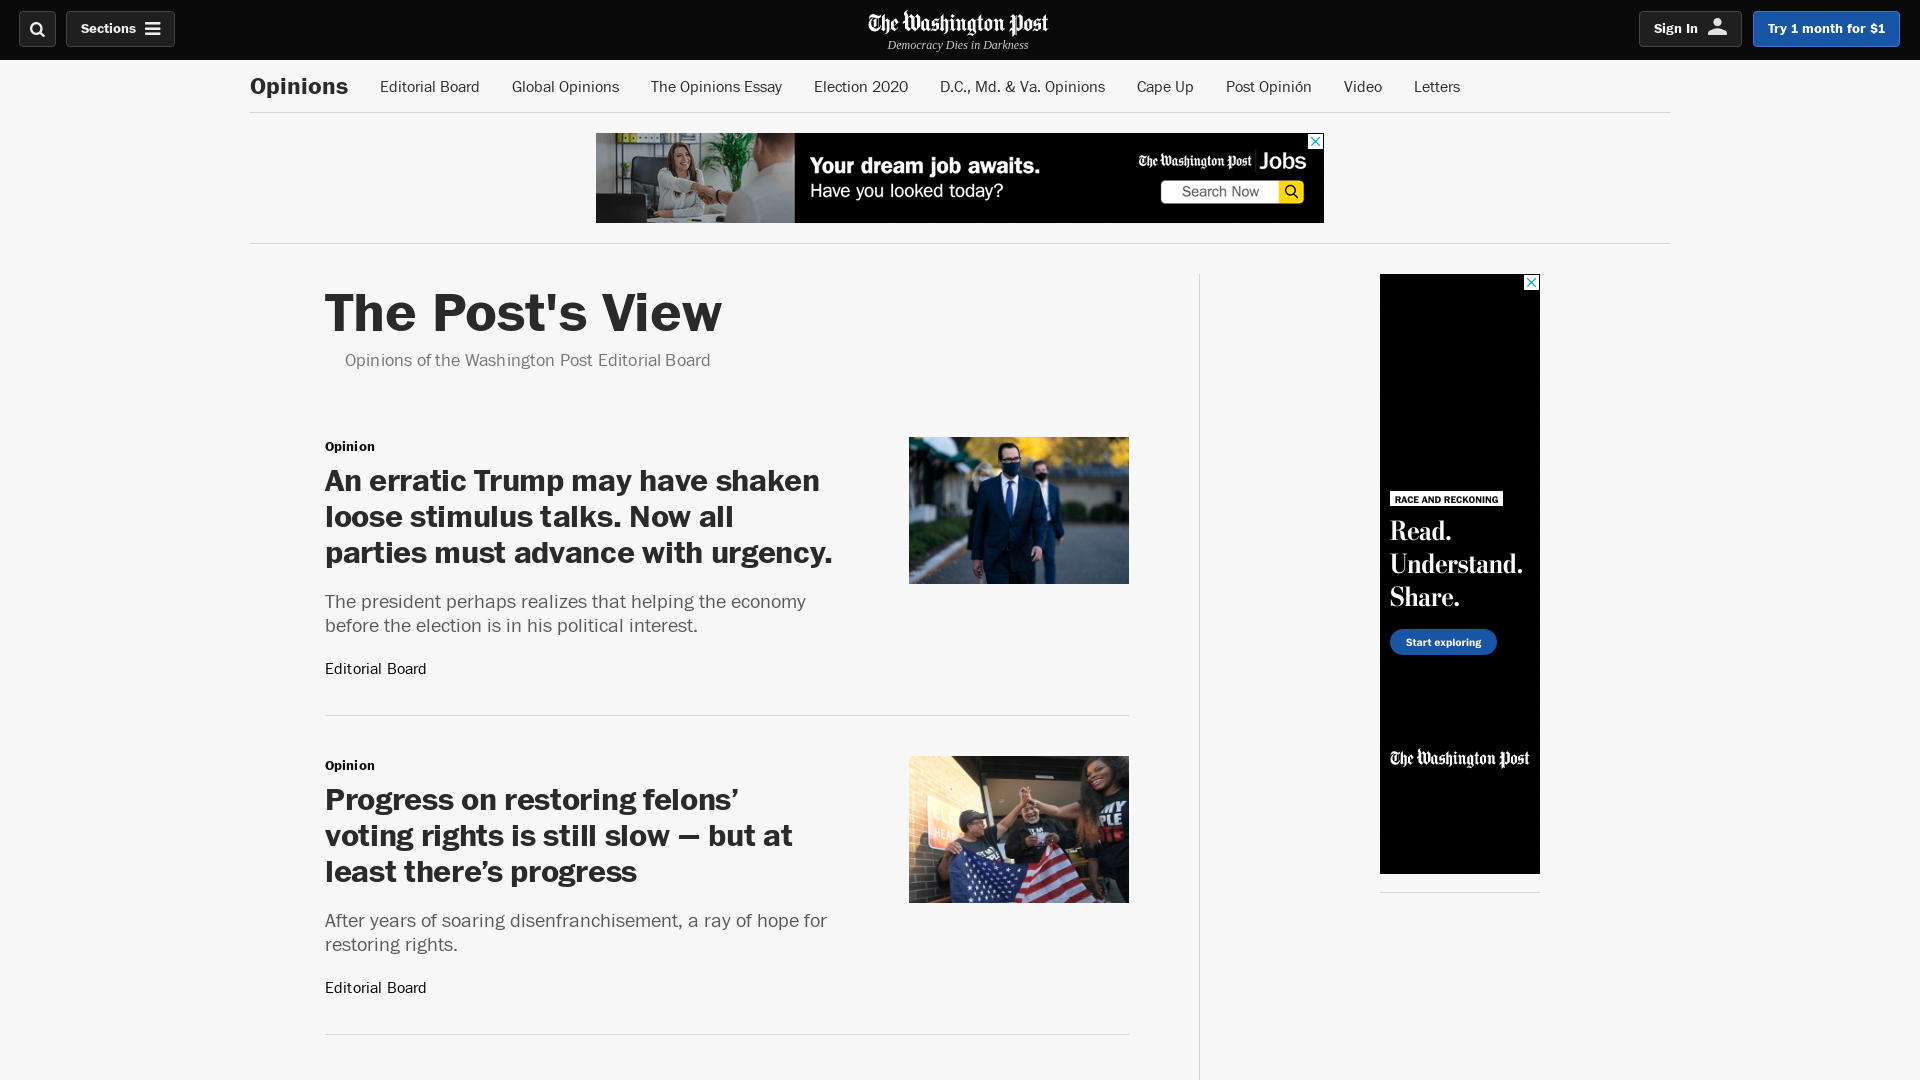 Sections
The Washington Post
Democracy Dies in Darkness
Sign In
Try 1 month for $1
Opinions
Editorial Board
Global Opinions
The Opinions Essay
Election 2020
D.C., Md. & Va. Opinions
Cape Up
Post Opinión
Video
Letters
Your dream job awaits.
Have you looked today?
The Washington Post Jobs
Search Now
The Post's View
Opinions of the Washington Post Editorial Board
Opinion
An erratic Trump may have shaken
loose stimulus talks. Now all
parties must advance with urgency.
The president perhaps realizes that helping the economy
before the election is in his political interest.
Editorial Board
Opinion
Progress on restoring felons’
voting rights is still slow — but at
least there’s progress
After years of soaring disenfranchisement, a ray of hope for
restoring rights.
Editorial Board
RACE AND RECKONING
Read.
Understand.
Share.
Start exploring
The Washington Post